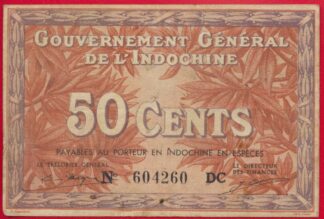 GOUVERNEMENT GÉNÉRAL
DE L'INDOCHINE
50 CENTS
PAYABLES AU PORTEUR EN INDOCHINE EN ESPÈCES
LE TRÉSORIER GÉNÉRAL
LE DIRECTEUR
DES FINANCES
N° 604260 DC